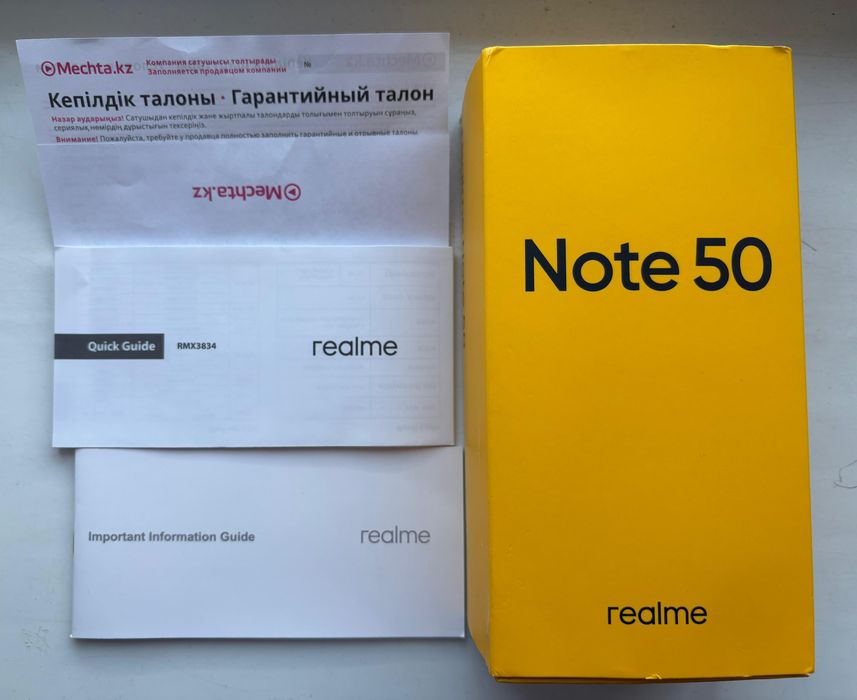 Mechta.kz
Компания сатушысы толтырады
Заполняется продавцом компании
№
Кепілдік талоны · Гарантийный талон
Назар аударыңыз! Сатушыдан кепілдік және жыртпалы талондарды толығымен толтыруын сұраңыз,
сериялық нөмірдің дұрыстығын тексеріңіз.
Внимание! Пожалуйста, требуйте у продавца полностью заполнить гарантийные и отрывные талоны.
Mechta.kz
Quick Guide
RMX3834
realme
Important Information Guide
realme
Note 50
realme